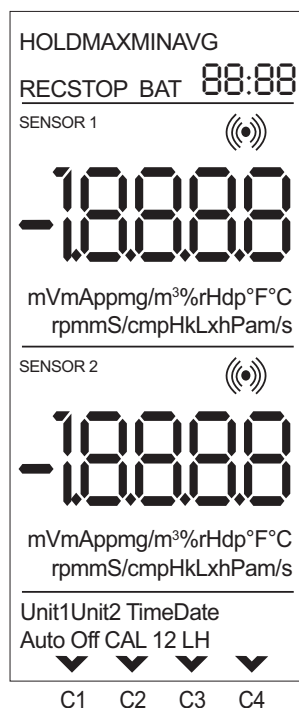 HOLDMAXMINAVG
RECSTOP BAT 88:88
SENSOR 1
-1.8.8.8.8
mVmAppmg/m³%rHdp°F°C
rpmmS/cmpHkLxhPam/s
SENSOR 2
-1.8.8.8.8
mVmAppmg/m³%rHdp°F°C
rpmmS/cmpHkLxhPam/s
Unit1Unit2 TimeDate
Auto Off CAL 12 LH
C1 C2 C3 C4